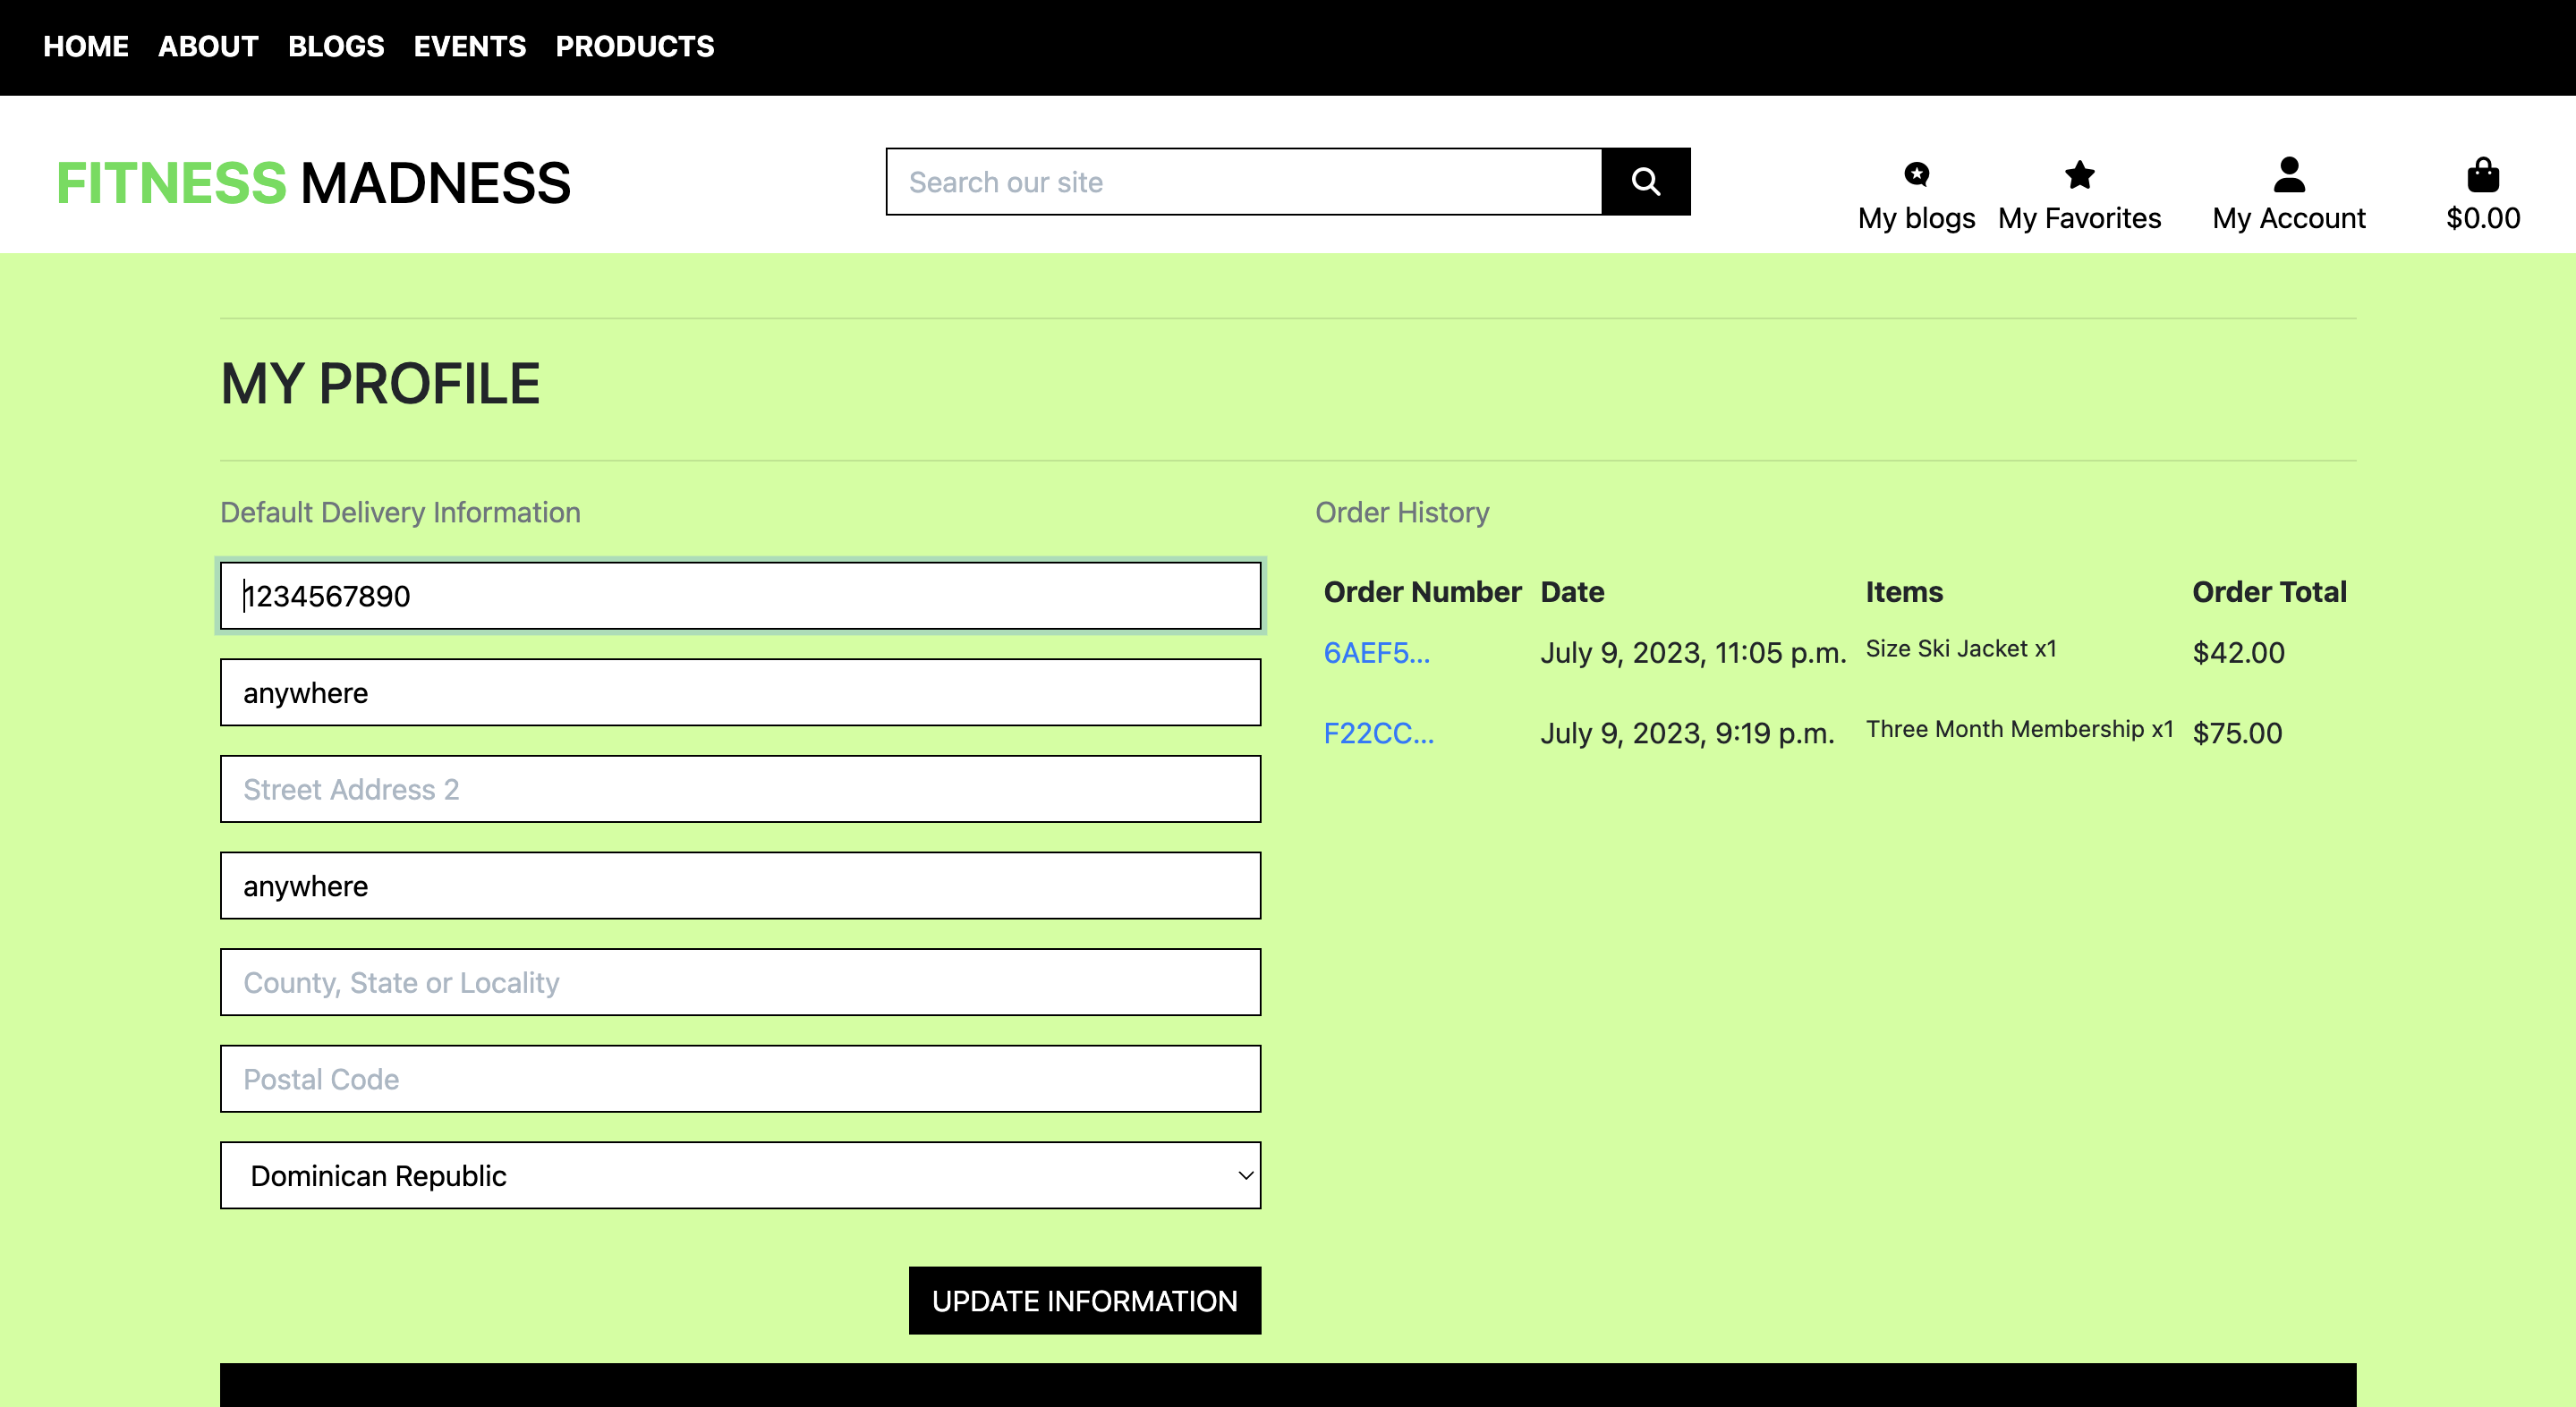 HOME ABOUT BLOGS EVENTS PRODUCTS
FITNESS MADNESS
Search our site
My blogs My Favorites My Account $0.00
MY PROFILE
Default Delivery Information
1234567890
anywhere
Street Address 2
anywhere
County, State or Locality
Postal Code
Dominican Republic
UPDATE INFORMATION
Order History
Order Number Date Items Order Total
6AEF5... July 9, 2023, 11:05 p.m. Size Ski Jacket x1 $42.00
F22CC... July 9, 2023, 9:19 p.m. Three Month Membership x1 $75.00